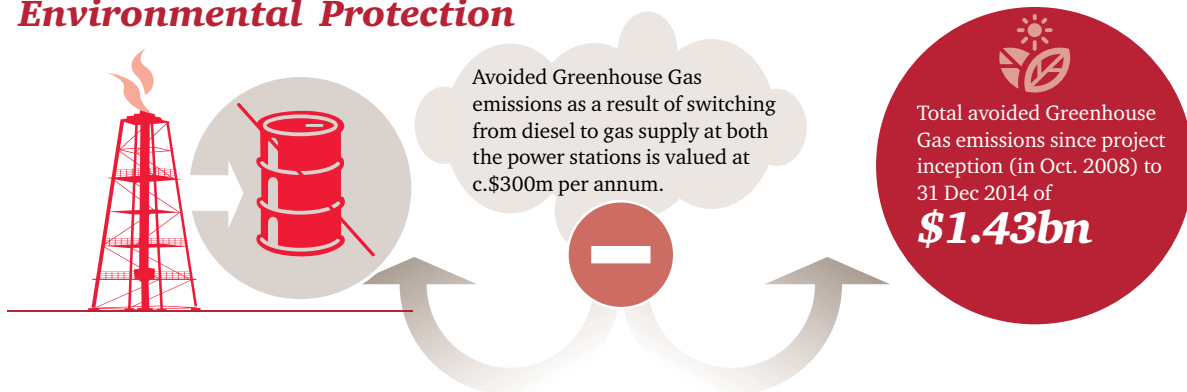 Environmental Protection
Avoided Greenhouse Gas
emissions as a result of switching
from diesel to gas supply at both
the power stations is valued at
c.$300m per annum.
Total avoided Greenhouse
Gas emissions since project
inception (in Oct. 2008) to
31 Dec 2014 of
$1.43bn